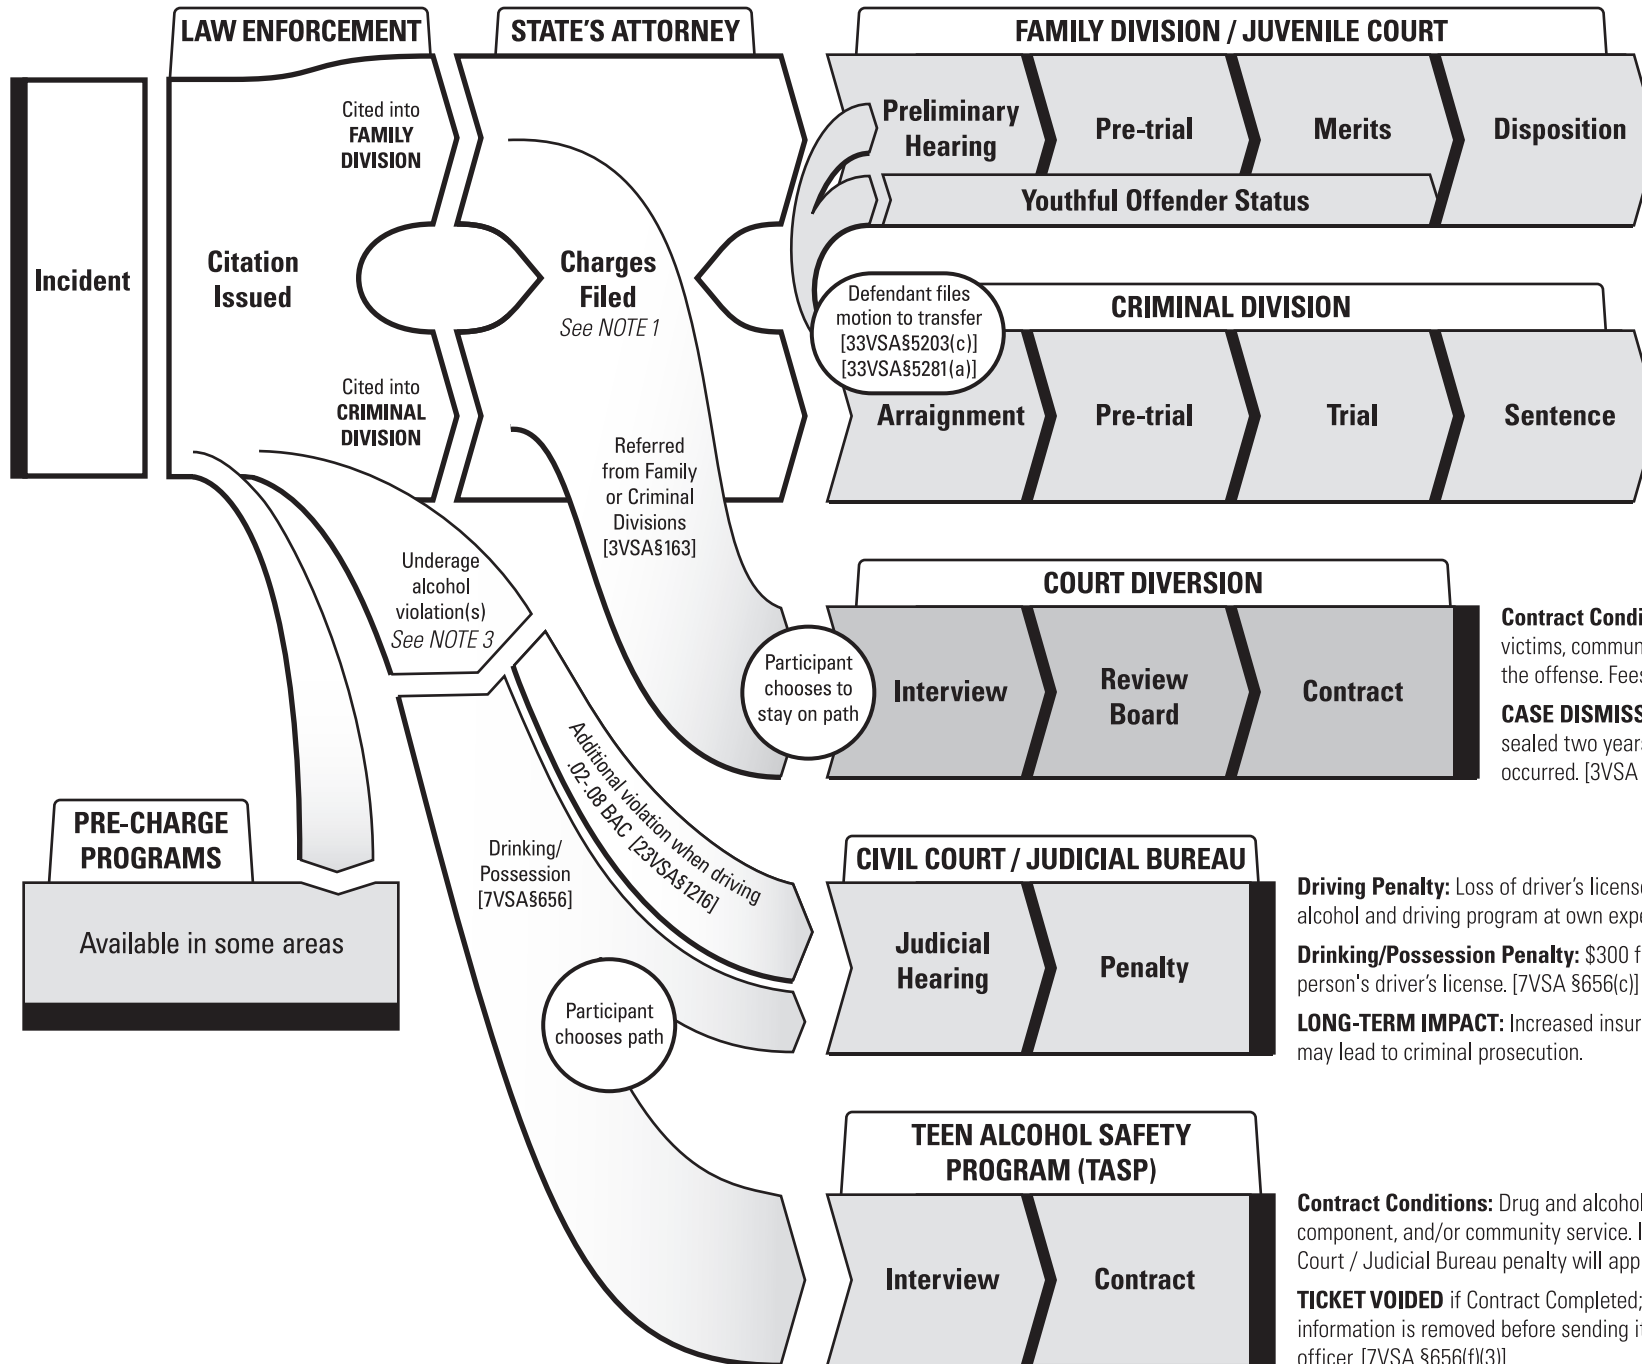 LAW ENFORCEMENT
STATE'S ATTORNEY
FAMILY DIVISION / JUVENILE COURT
Incident
Citation
Issued
Cited into
FAMILY
DIVISION
Cited into
CRIMINAL
DIVISION
Charges
Filed
See NOTE 1
Referred
from Family
or Criminal
Divisions
[3VSA§163]
Preliminary
Hearing
Pre-trial
Merits
Disposition
Youthful Offender Status
Defendant files
motion to transfer
[33VSA§5203(c)]
[33VSA§5281(a)]
CRIMINAL DIVISION
Arraignment
Pre-trial
Trial
Sentence
Underage
alcohol
violation(s)
See NOTE 3
COURT DIVERSION
Participant
chooses to
stay on path
Interview
Review
Board
Contract
Contract Condi
victims, commun
the offense. Fees
CASE DISMISS
sealed two years
occurred. [3VSA
PRE-CHARGE
PROGRAMS
Available in some areas
Drinking/
Possession
[7VSA§656]
Additional violation when driving
.02-.08 BAC [23VSA§1216]
CIVIL COURT / JUDICIAL BUREAU
Judicial
Hearing
Penalty
Driving Penalty: Loss of driver's license
alcohol and driving program at own expe
Drinking/Possession Penalty: $300 f
person's driver's license. [7VSA §656(c)]
LONG-TERM IMPACT: Increased insur
may lead to criminal prosecution.
Participant
chooses path
TEEN ALCOHOL SAFETY
PROGRAM (TASP)
Interview
Contract
Contract Conditions: Drug and alcohol
component, and/or community service. I
Court / Judicial Bureau penalty will app
TICKET VOIDED if Contract Completed;
information is removed before sending it
officer. [7VSA §656(f)(3)]